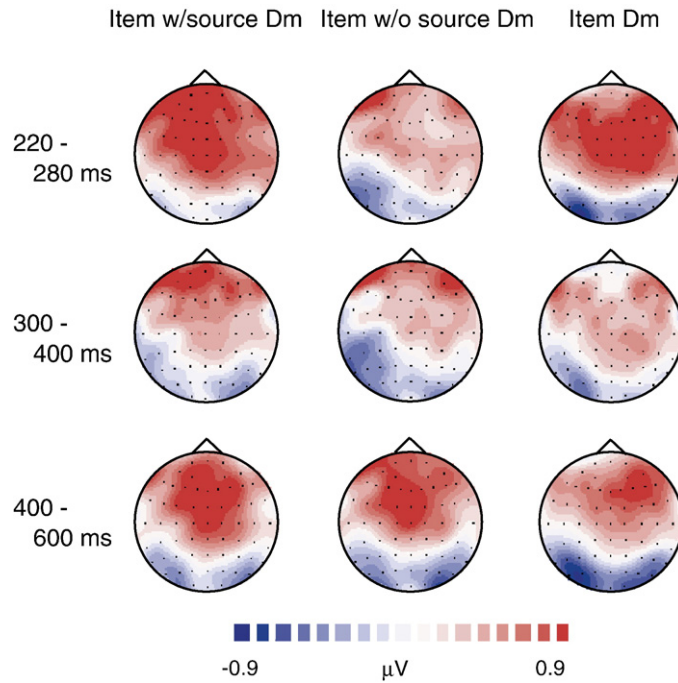 Item w/source Dm Item w/o source Dm Item Dm
220 -
280 ms
300 -
400 ms
400 -
600 ms
-0.9 μV 0.9